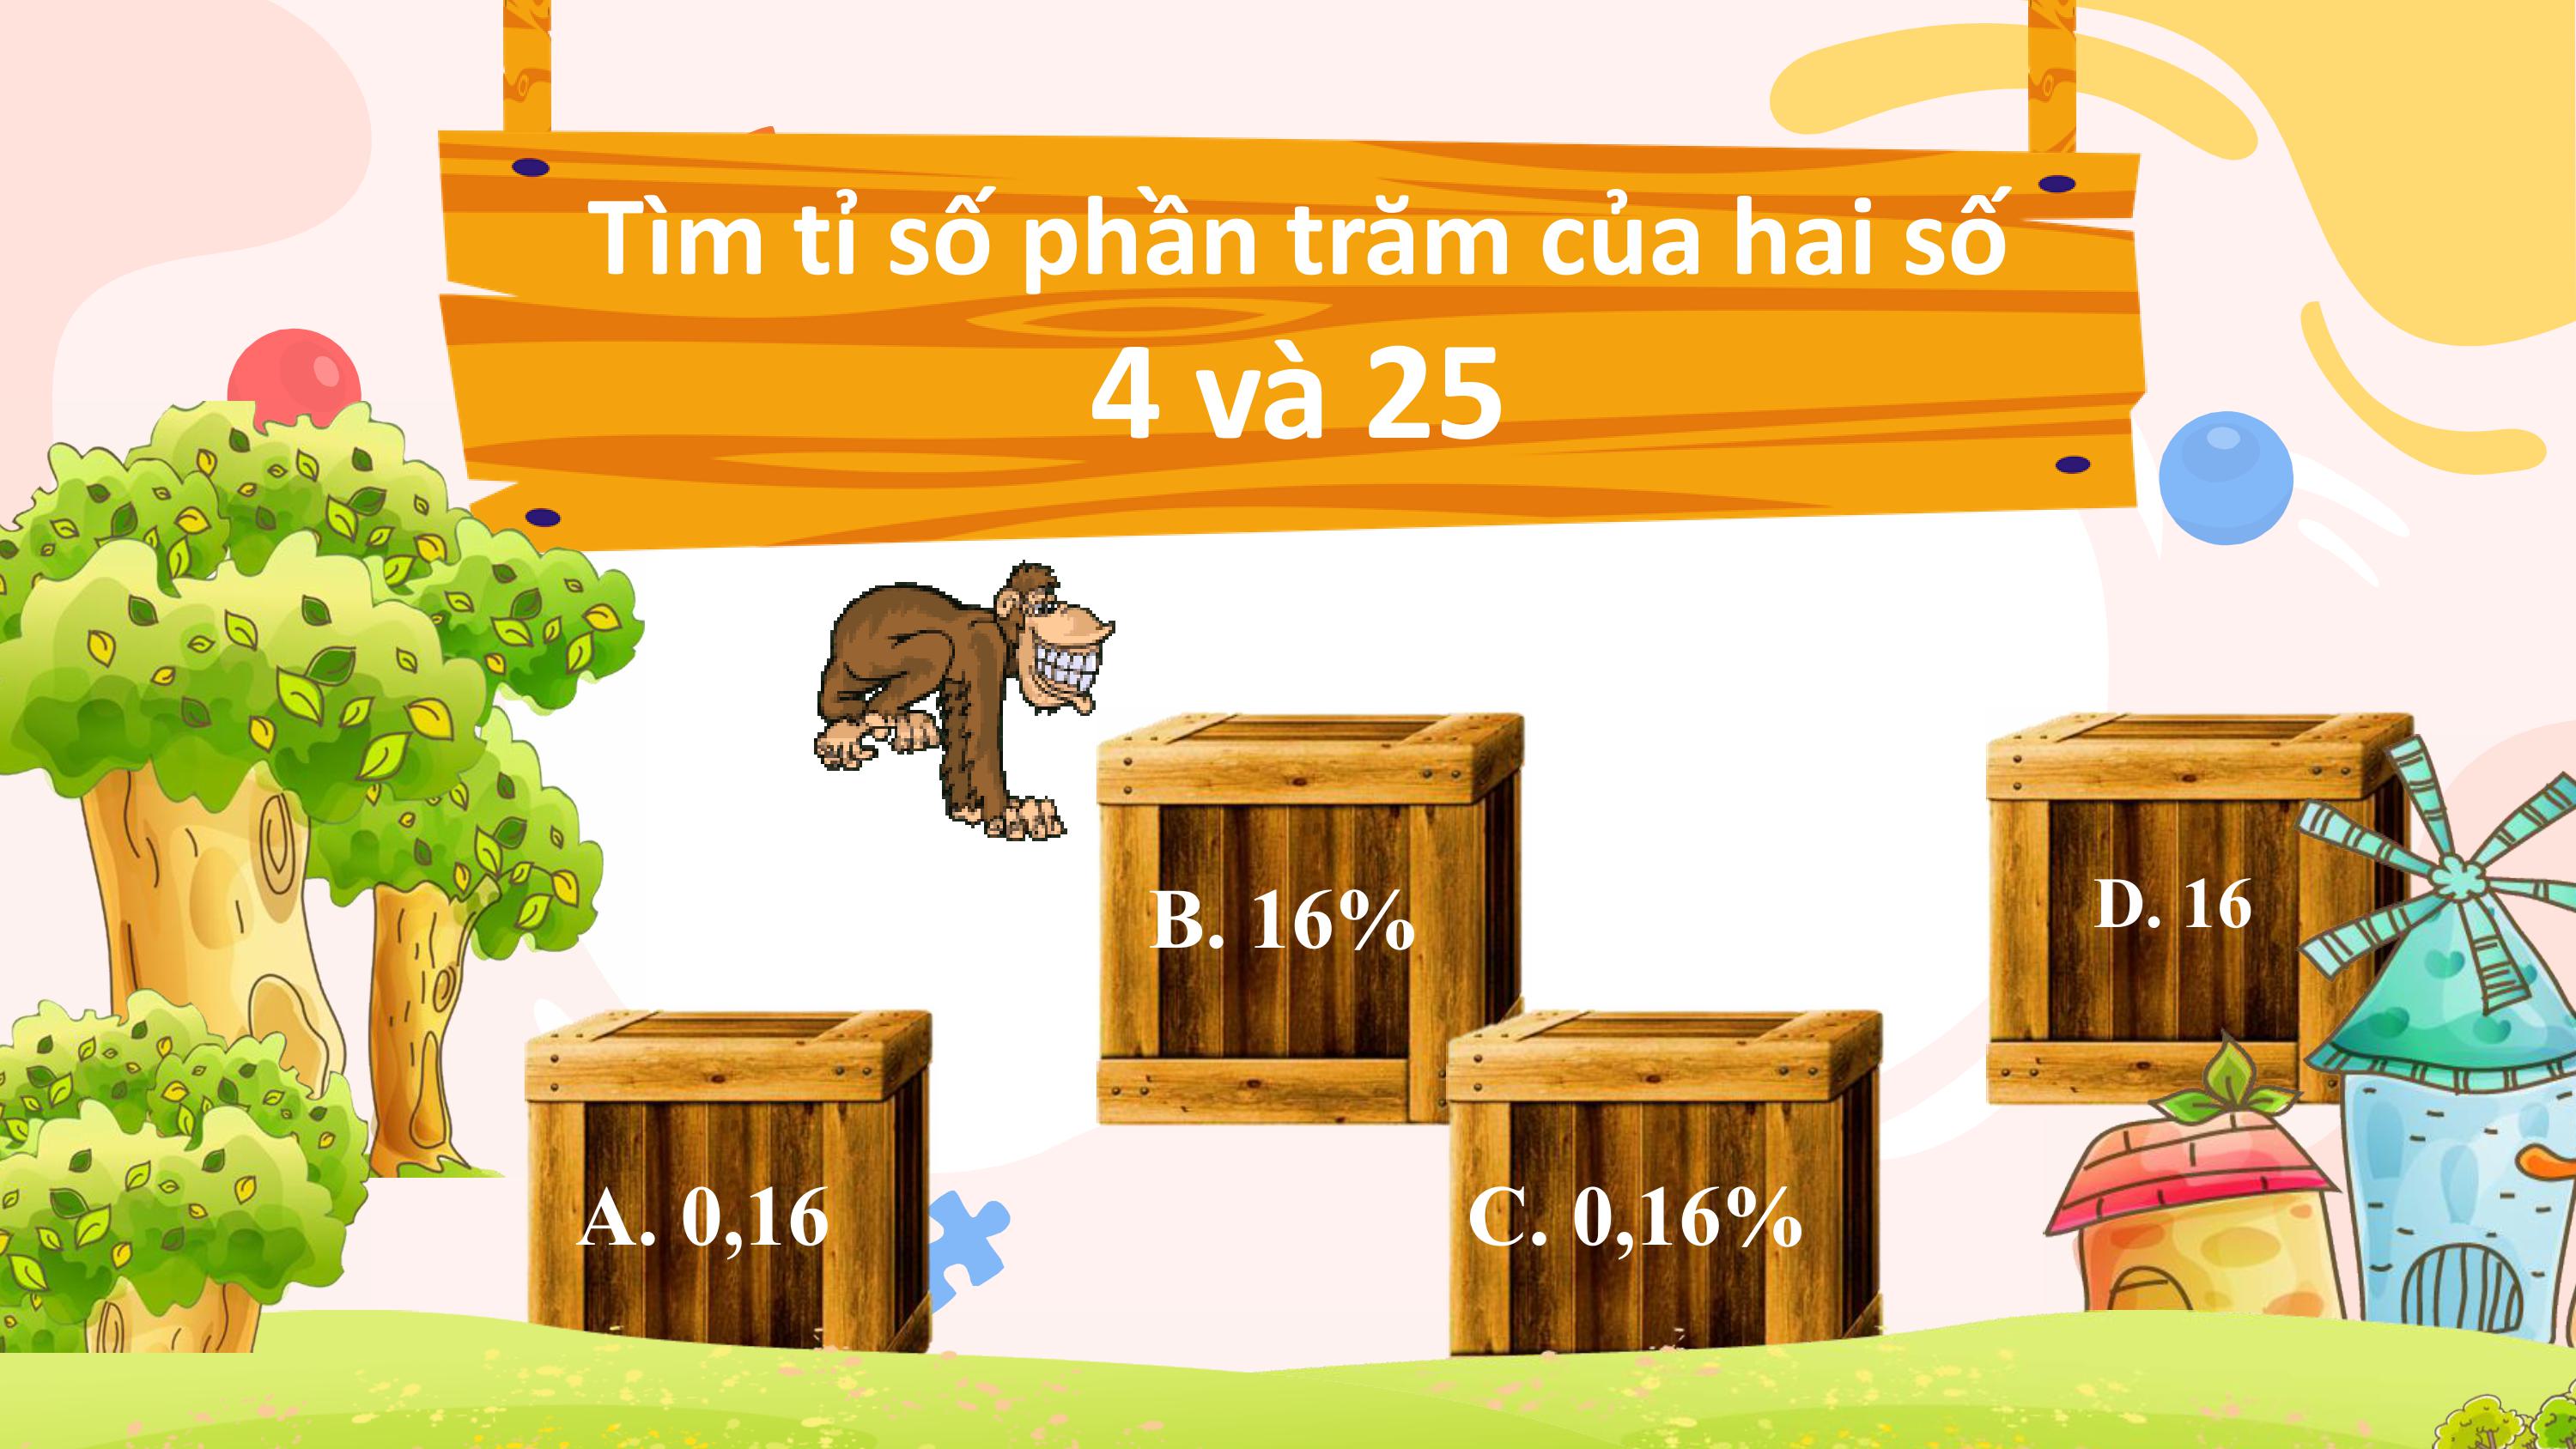 Tìm tỉ số phần trăm của hai số
4 và 25
B. 16%
D. 16
A. 0,16
C. 0,16%